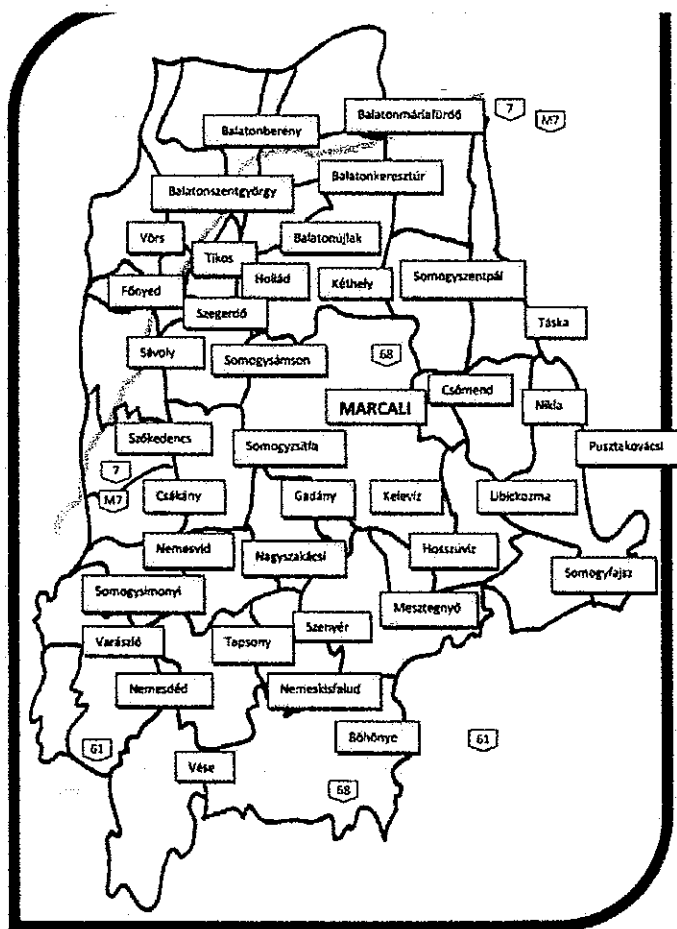 Balatonmáriafürdő
7
M7
Balatonberény
Balatonkeresztúr
Balatonszentgyörgy
Vörs
Balatonújlak
Tikos
Hollád
Kéthely
Somogyszentpál
Főnyed
Szegerdő
Táska
Sávoly
Somogysámson
68
MARCALI
Csömend
Nikla
Szőkedencs
Somogyzsitfa
Pusztakovácsi
7
M7
Csákány
Gadány
Kelevíz
Libickozma
Nemesvid
Nagyszakácsi
Hosszúvíz
Somogyfajsz
Somogysimonyi
Mesztegnyő
Szenyér
Varászló
Tapsony
Nemesdéd
Nemeskisfalud
Böhönye
61
61
Vése
68